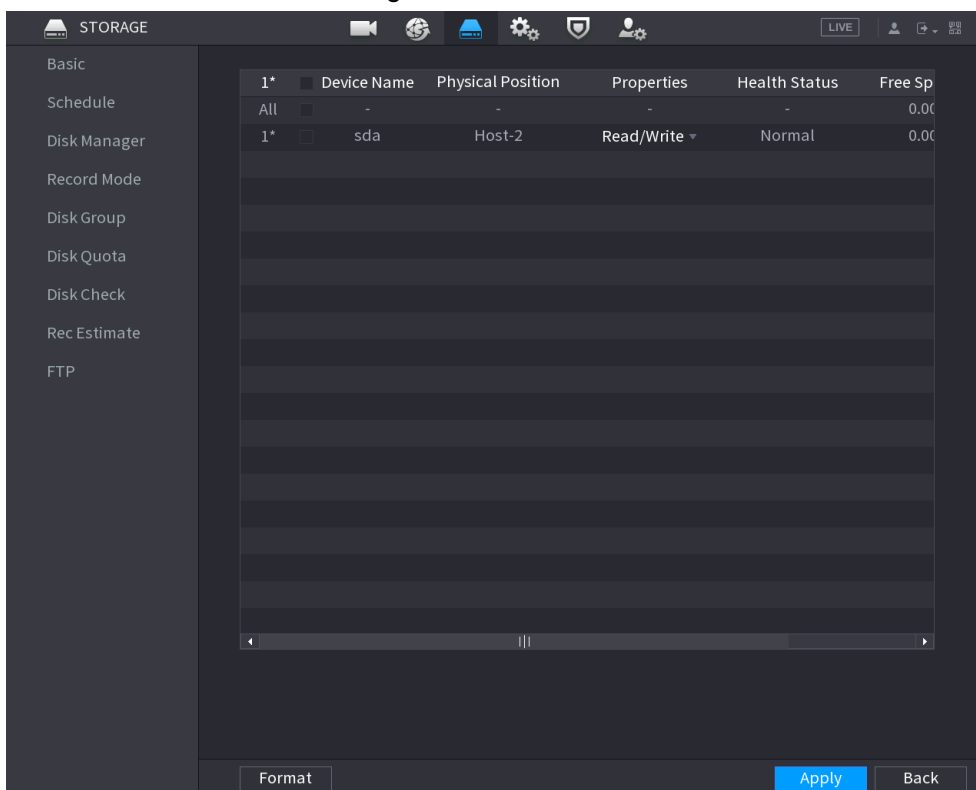 STORAGE LIVE
Basic
Schedule
Disk Manager
Record Mode
Disk Group
Disk Quota
Disk Check
Rec Estimate
FTP
1* Device Name Physical Position Properties Health Status Free Sp
All - - - - 0.00
1* sda Host-2 Read/Write Normal 0.00
Format Apply Back